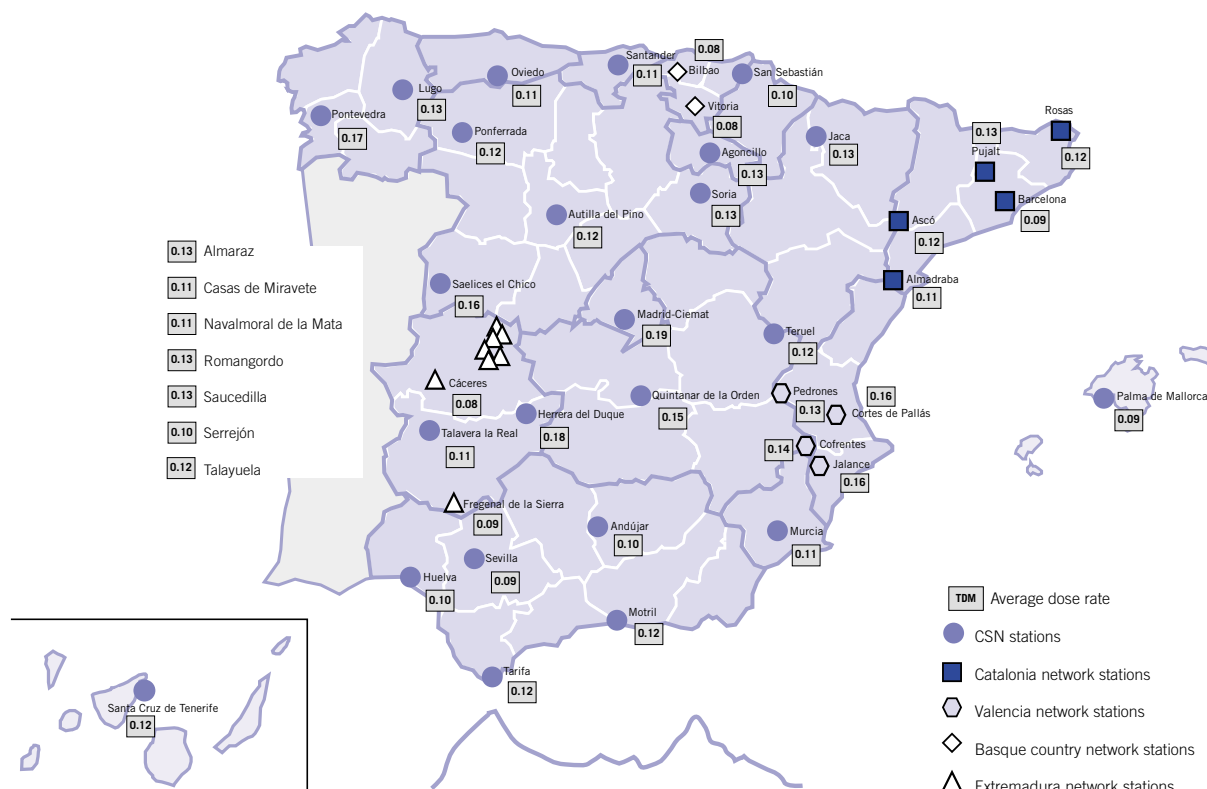 0.08
Santander
Bilbao
0.11
Oviedo
0.11
San Sebastián
0.10
Lugo
0.13
Vitoria
0.08
Pontevedra
0.17
Ponferrada
0.12
Jaca
0.13
Agoncillo
0.13
Rosas
0.12
0.13
Pujalt
Barcelona
0.09
Soria
0.13
Autilla del Pino
0.12
Ascó
0.12
Almadraba
0.11
0.13 Almaraz
0.11 Casas de Miravete
0.11 Navalmoral de la Mata
0.13 Romangordo
0.13 Saucedilla
0.10 Serrejón
0.12 Talayuela
Saelices el Chico
0.16
Madrid-Ciemat
0.19
Teruel
0.12
Cáceres
0.08
Herrera del Duque
0.18
Quintanar de la Orden
0.15
Pedrones
0.13
0.16
Cortes de Pallás
Palma de Mallorca
0.09
Talavera la Real
0.11
0.14
Cofrentes
Jalance
0.16
Fregenal de la Sierra
0.09
Andújar
0.10
Murcia
0.11
Sevilla
0.09
Huelva
0.10
Motril
0.12
Tarifa
0.12
Santa Cruz de Tenerife
0.12
TDM Average dose rate
CSN stations
Catalonia network stations
Valencia network stations
Basque country network stations
Extremadura network stations